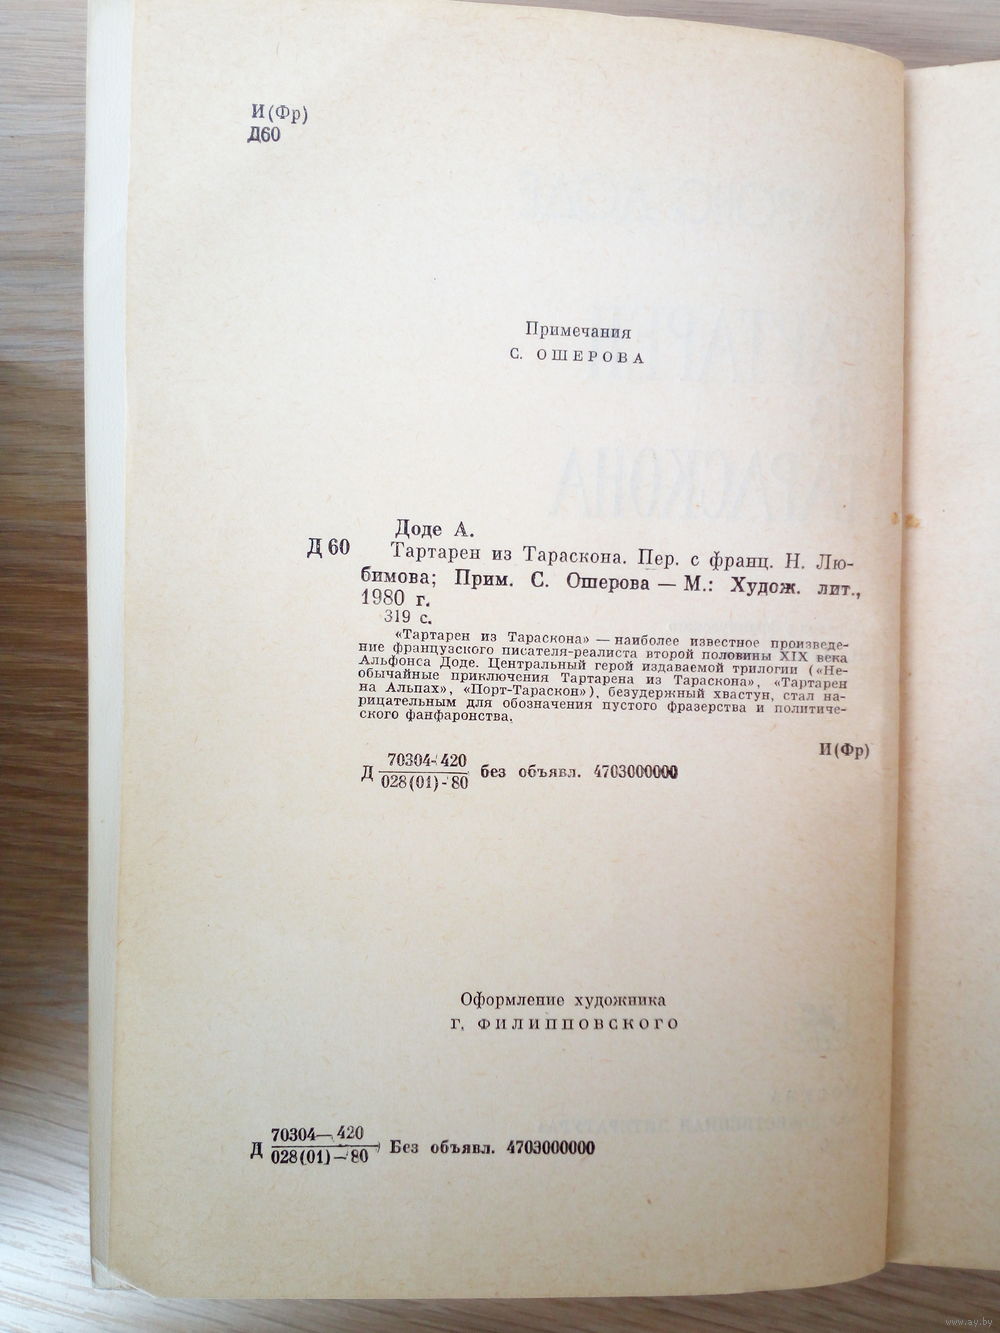 И(Фр)
Д60
Примечания
С. ОШЕРОВА
Доде А.
Д 60
Тартарен из Тараскона. Пер. с франц. Н. Лю-
бимова; Прим. С. Ошерова — М.: Худож. лит.,
1980 г.
319 с.
«Тартарен из Тараскона» — наиболее известное произведе-
ние французского писателя-реалиста второй половины XIX века
Альфонса Доде. Центральный герой издаваемой трилогии («Не-
обычайные приключения Тартарена из Тараскона», «Тартарен
на Альпах», «Порт-Тараскон»), безудержный хвастун, стал на-
рицательным для обозначения пустого фразерства и политиче-
ского фанфаронства.
И(Фр)
Д 70304-420
028(01)-80 без объявл. 4703000000
Оформление художника
Г. ФИЛИППОВСКОГО
Д 70304—420
028(01)—80 Без объявл. 4703000000
www.ay.by